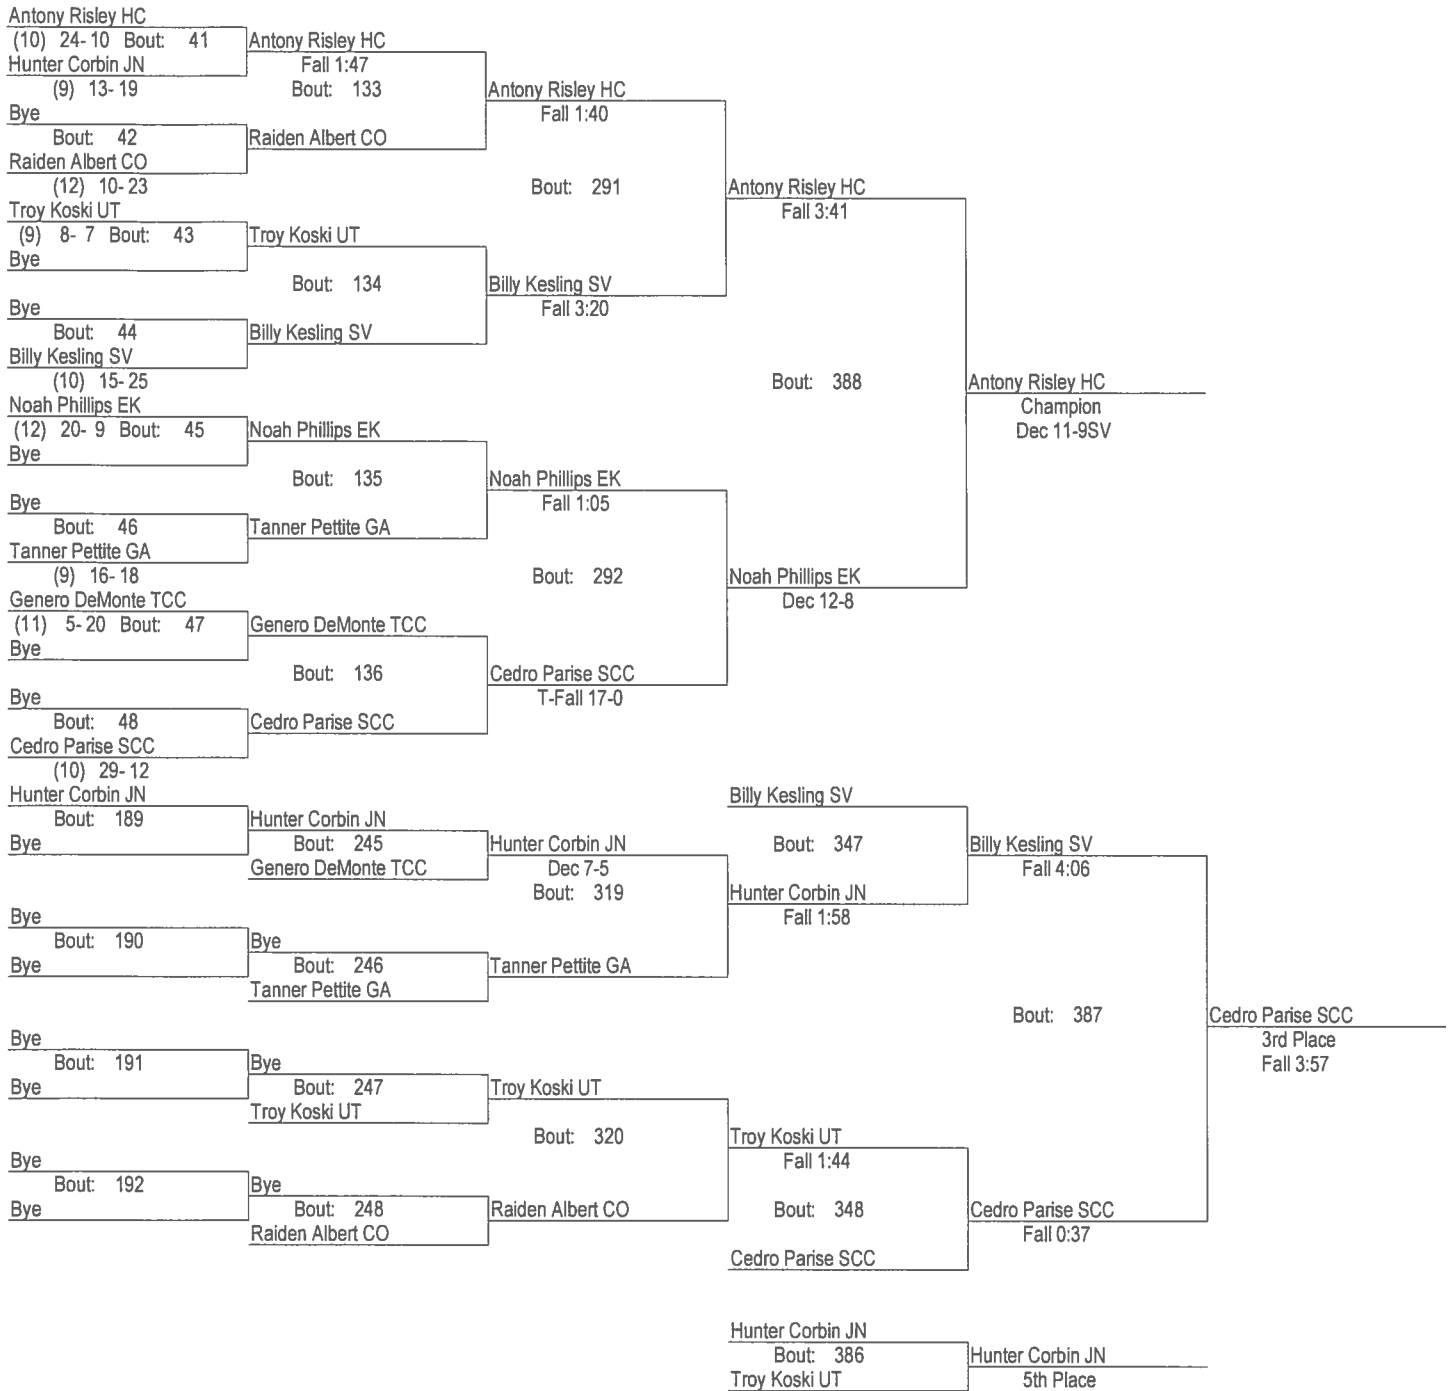 Antony Risley HC
(10) 24- 10 Bout: 41
Hunter Corbin JN
(9) 13- 19
Bye
Bout: 42
Raiden Albert CO
(12) 10- 23
Troy Koski UT
(9) 8- 7 Bout: 43
Bye
Bye
Bout: 44
Billy Kesling SV
(10) 15- 25
Noah Phillips EK
(12) 20- 9 Bout: 45
Bye
Bye
Bout: 46
Tanner Pettite GA
(9) 16- 18
Genero DeMonte TCC
(11) 5- 20 Bout: 47
Bye
Bye
Bout: 48
Cedro Parise SCC
(10) 29- 12
Antony Risley HC
Fall 1:47
Bout: 133
Raiden Albert CO
Troy Koski UT
Bout: 134
Billy Kesling SV
Noah Phillips EK
Bout: 135
Tanner Pettite GA
Genero DeMonte TCC
Bout: 136
Cedro Parise SCC
Antony Risley HC
Fall 1:40
Bout: 291
Billy Kesling SV
Fall 3:20
Noah Phillips EK
Fall 1:05
Bout: 292
Cedro Parise SCC
T-Fall 17-0
Antony Risley HC
Fall 3:41
Bout: 388
Noah Phillips EK
Dec 12-8
Antony Risley HC
Champion
Dec 11-9SV
Hunter Corbin JN
Bout: 189
Bye
Bye
Bout: 190
Bye
Bye
Bout: 191
Bye
Bye
Bout: 192
Bye
Hunter Corbin JN
Bout: 245
Genero DeMonte TCC
Bye
Bout: 246
Tanner Pettite GA
Bye
Bout: 247
Troy Koski UT
Bye
Bout: 248
Raiden Albert CO
Hunter Corbin JN
Dec 7-5
Bout: 319
Tanner Pettite GA
Troy Koski UT
Bout: 320
Raiden Albert CO
Billy Kesling SV
Bout: 347
Hunter Corbin JN
Fall 1:58
Troy Koski UT
Fall 1:44
Bout: 348
Cedro Parise SCC
Billy Kesling SV
Fall 4:06
Bout: 387
Cedro Parise SCC
Fall 0:37
Cedro Parise SCC
3rd Place
Fall 3:57
Hunter Corbin JN
Bout: 386
Troy Koski UT
Hunter Corbin JN
5th Place